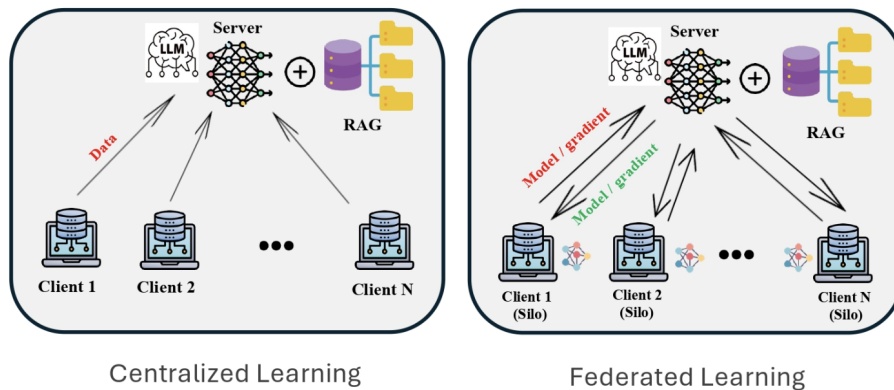 Server
LLM
RAG
Data
Client 1
Client 2
Client N
Centralized Learning
Server
LLM
RAG
Model / gradient
Model / gradient
Client 1
(Silo)
Client 2
(Silo)
Client N
(Silo)
Federated Learning